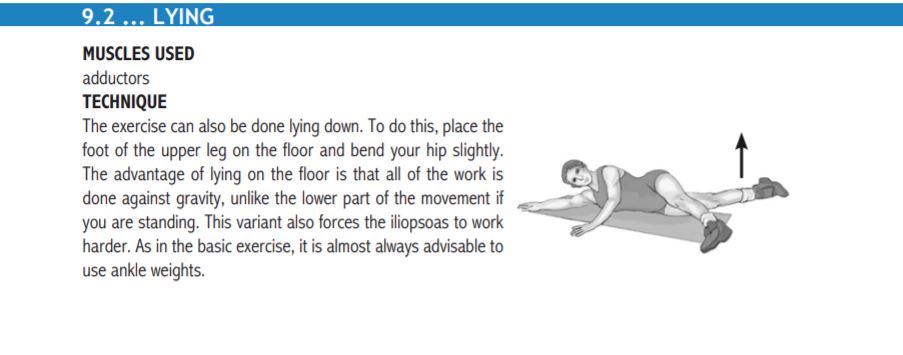 9.2 ... LYING
MUSCLES USED
adductors
TECHNIQUE
The exercise can also be done lying down. To do this, place the
foot of the upper leg on the floor and bend your hip slightly.
The advantage of lying on the floor is that all of the work is
done against gravity, unlike the lower part of the movement if
you are standing. This variant also forces the iliopsoas to work
harder. As in the basic exercise, it is almost always advisable to
use ankle weights.